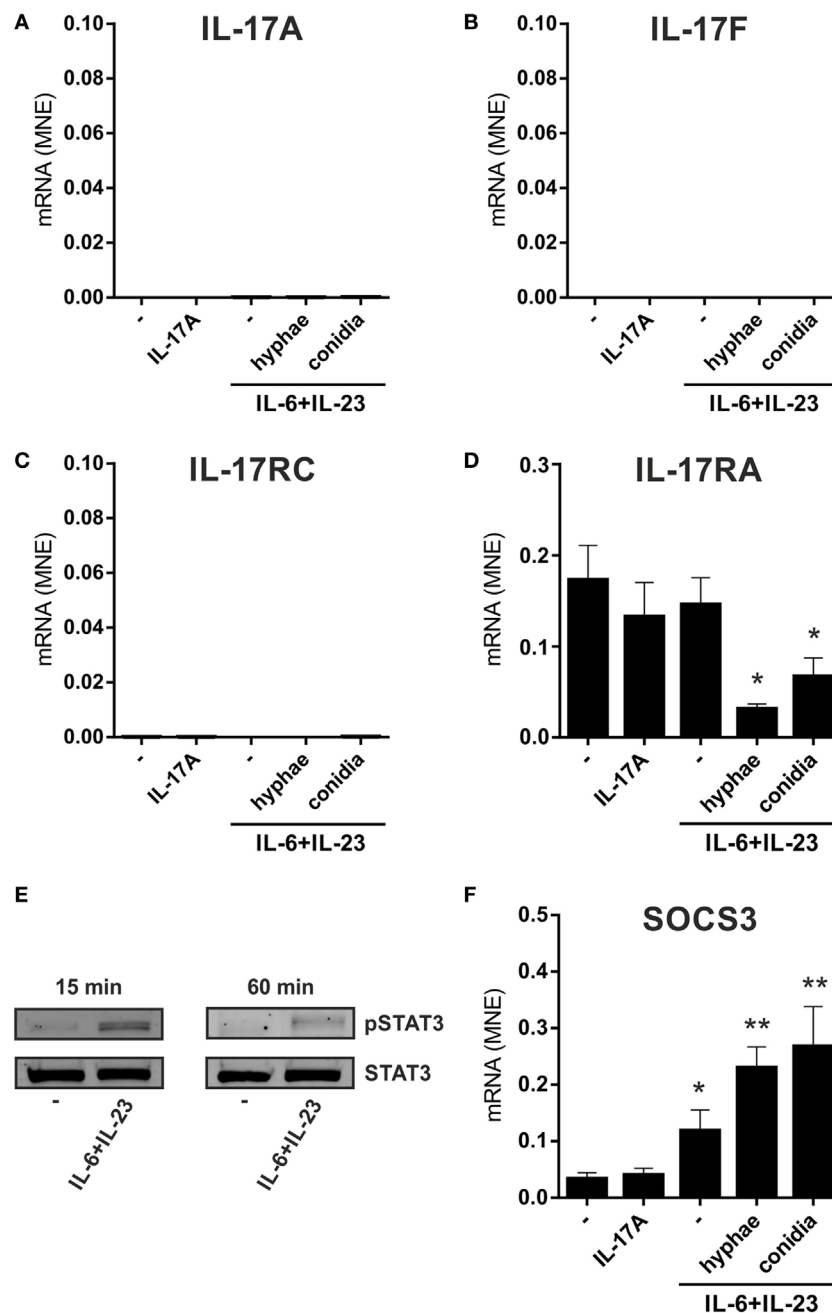 A
IL-17A
mRNA (MNE)
0.10
0.08
0.06
0.04
0.02
0.00
-
IL-17A
-
hyphae
conidia
IL-6+IL-23
B
IL-17F
mRNA (MNE)
0.10
0.08
0.06
0.04
0.02
0.00
-
IL-17A
-
hyphae
conidia
IL-6+IL-23
C
IL-17RC
mRNA (MNE)
0.10
0.08
0.06
0.04
0.02
0.00
-
IL-17A
-
hyphae
conidia
IL-6+IL-23
D
IL-17RA
mRNA (MNE)
0.3
0.2
0.1
0.0
*
*
-
IL-17A
-
hyphae
conidia
IL-6+IL-23
E
15 min
60 min
pSTAT3
STAT3
-
IL-6+IL-23
-
IL-6+IL-23
F
SOCS3
mRNA (MNE)
0.5
0.4
0.3
0.2
0.1
0.0
*
**
**
-
IL-17A
-
hyphae
conidia
IL-6+IL-23